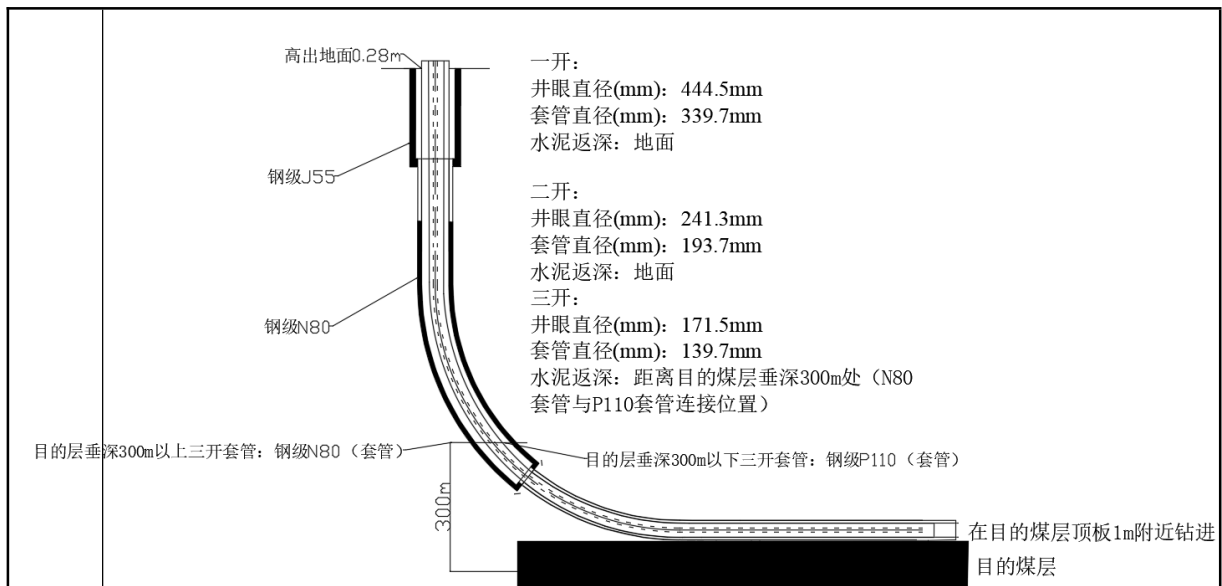 高出地面0.28m
一开：
井眼直径(mm)：444.5mm
套管直径(mm)：339.7mm
水泥返深：地面
钢级J55
二开：
井眼直径(mm)：241.3mm
套管直径(mm)：193.7mm
水泥返深：地面
钢级N80
三开：
井眼直径(mm)：171.5mm
套管直径(mm)：139.7mm
水泥返深：距离目的煤层垂深300m处（N80
套管与P110套管连接位置）
目的层垂深300m以上三开套管：钢级N80（套管）
目的层垂深300m以下三开套管：钢级P110（套管）
300m
在目的煤层顶板1m附近钻进
目的煤层